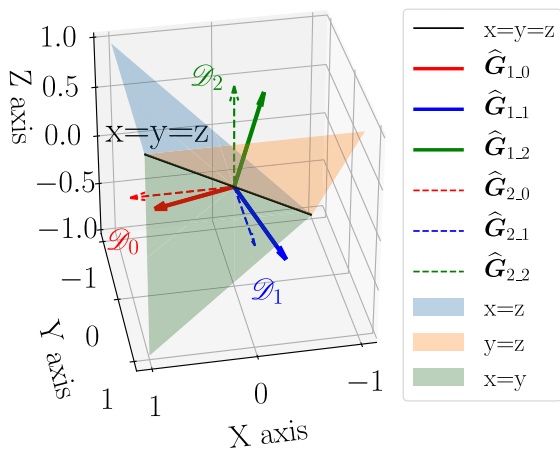 1.0
0.5
0.0
−0.5
−1.0
Z axis
−1
0
1
Y axis
1
0
−1
X axis
𝒟₂
x=y=z
𝒟₀
𝒟₁
x=y=z
Ĝ₁_₀
Ĝ₁_₁
Ĝ₁_₂
Ĝ₂_₀
Ĝ₂_₁
Ĝ₂_₂
x=z
y=z
x=y